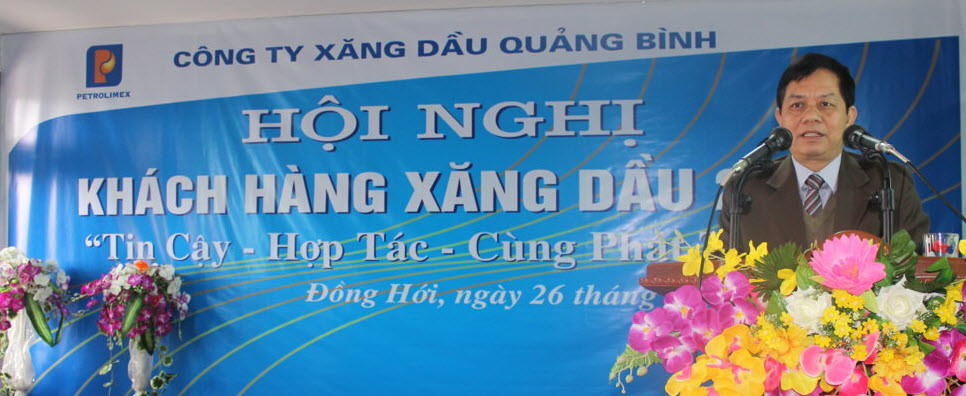 CÔNG TY XĂNG DẦU QUẢNG BÌNH
PETROLIMEX
HỘI NGHỊ
KHÁCH HÀNG XĂNG DẦU
“Tin Cậy - Hợp Tác - Cùng Phát
Đồng Hới, ngày 26 tháng